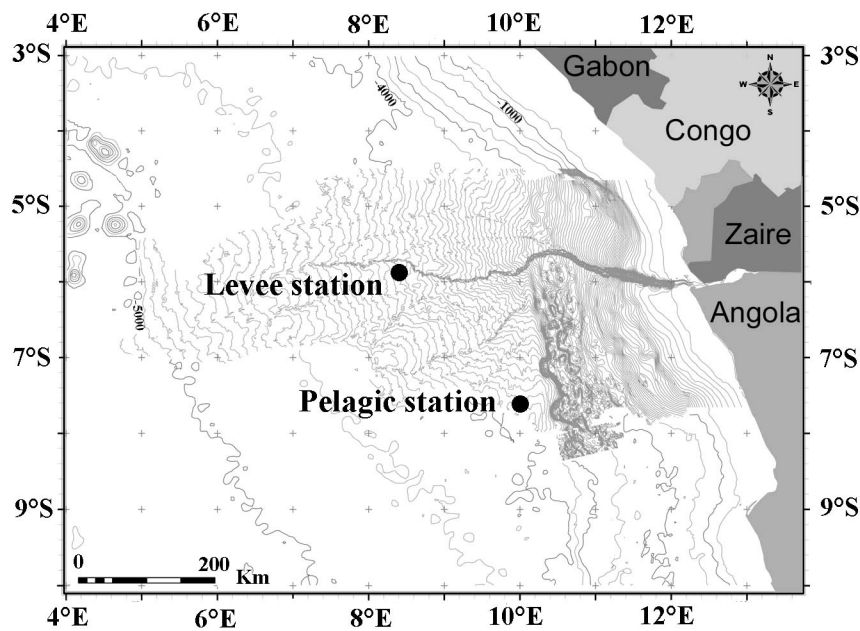 4°E 6°E 8°E 10°E 12°E
3°S 3°S
Gabon
N
W E
S
-4000
-1000
Congo
5°S 5°S
Zaire
Levee station
-5000
Angola
7°S 7°S
Pelagic station
9°S 9°S
0 200
Km
4°E 6°E 8°E 10°E 12°E